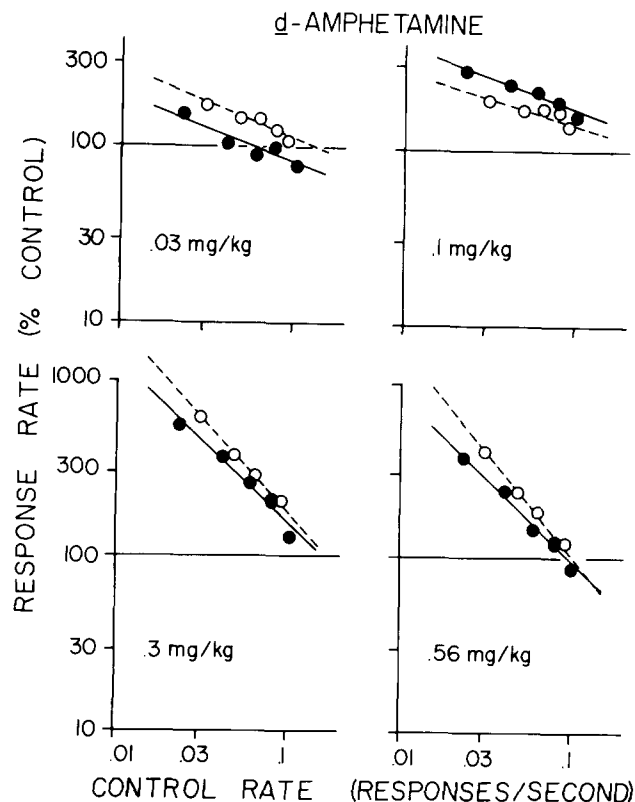 d-AMPHETAMINE
300
100
30
10
.03 mg/kg
.1 mg/kg
RESPONSE RATE (% CONTROL)
1000
300
100
30
10
.3 mg/kg
.56 mg/kg
.01 .03 .1
.01 .03 .1
CONTROL RATE (RESPONSES/SECOND)